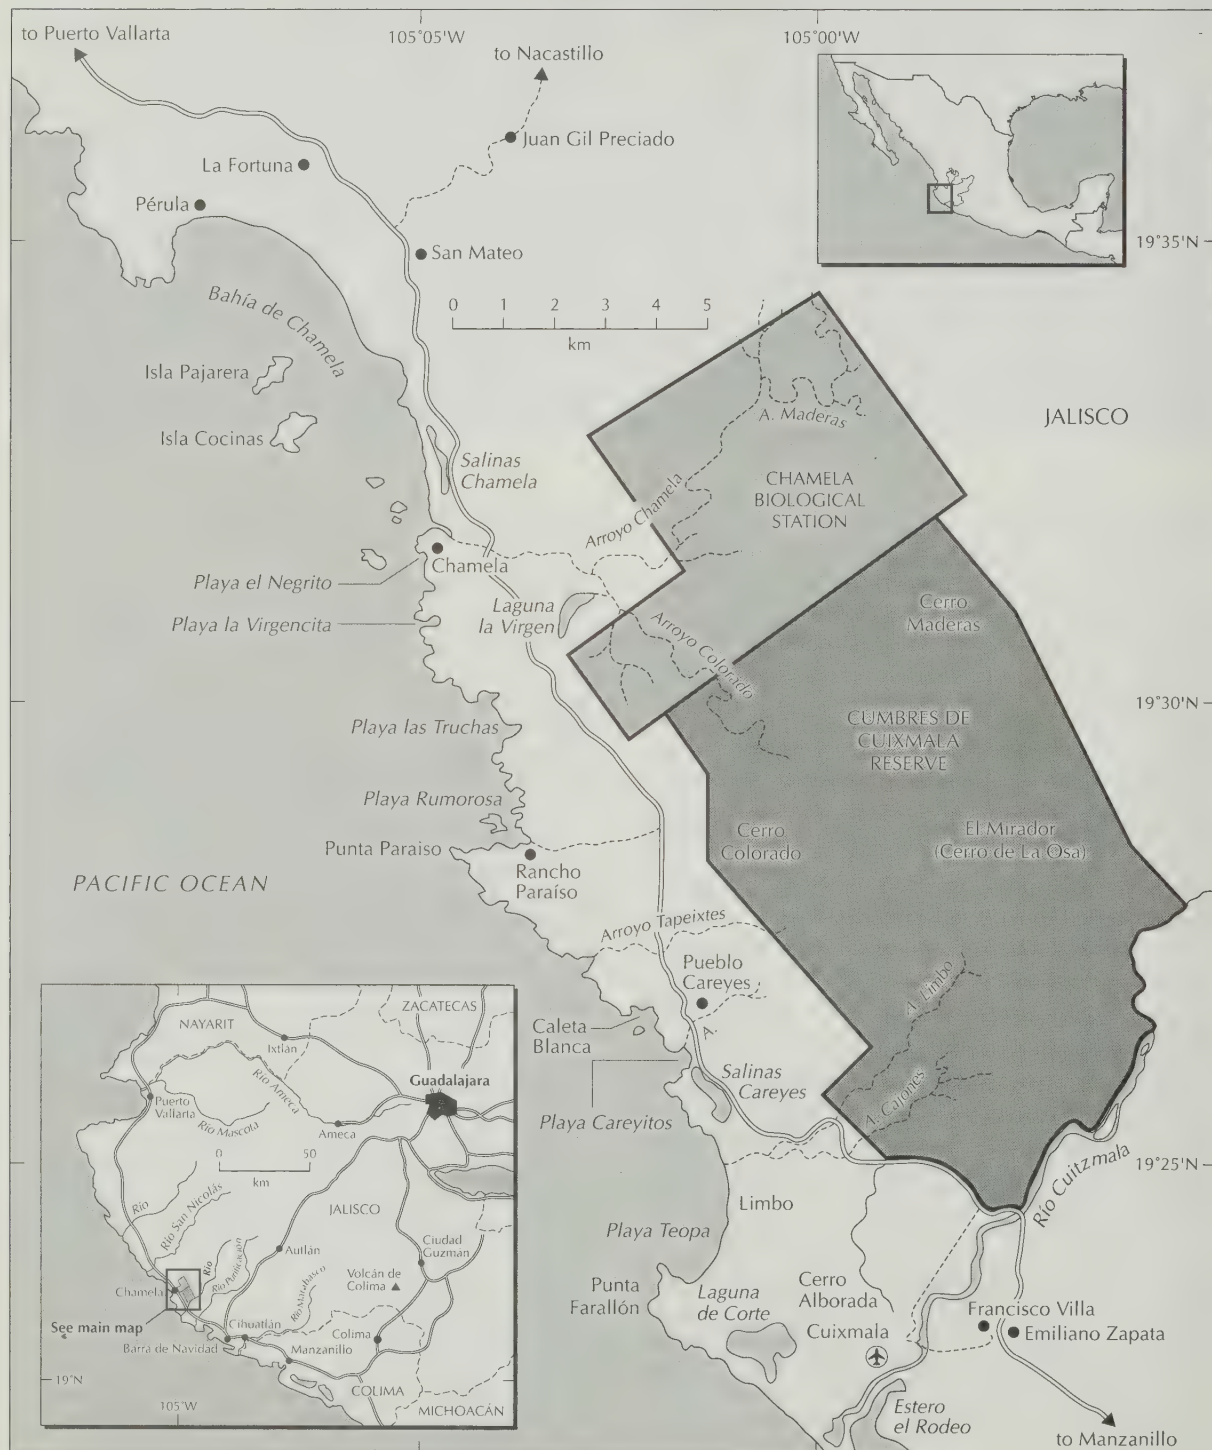 to Puerto Vallarta
105°05'W
105°00'W
to Nacastillo
Juan Gil Preciado
La Fortuna
Pérula
San Mateo
19°35'N
Bahía de Chamela
0 1 2 3 4 5
km
Isla Pajarera
Isla Cocinas
A. Maderas
JALISCO
Salinas
Chamela
CHAMELA
BIOLOGICAL
STATION
Arroyo Chamela
Chamela
Playa el Negrito
Laguna
la Virgen
Playa la Virgencita
Arroyo Colorado
Cerro
Maderas
19°30'N
Playa las Truchas
CUMBRES DE
CUIXMALA
RESERVE
Playa Rumorosa
Punta Paraiso
Rancho
Paraíso
Cerro
Colorado
El Mirador
(Cerro de La Osa)
PACIFIC OCEAN
Arroyo Tapeixtes
Pueblo
Careyes
A. Limbo
Caleta
Blanca
A.
Salinas
Careyes
Playa Careyitos
A. Cajones
19°25'N
Río Cuitzmala
Limbo
Playa Teopa
Punta
Farallón
Laguna
de Corte
Cerro
Alborada
Cuixmala
Francisco Villa
Emiliano Zapata
Estero
el Rodeo
to Manzanillo
NAYARIT
ZACATECAS
Ixtlán
Guadalajara
Río Ameca
Puerto
Vallarta
Río Mascota
Ameca
0 50
km
Río
Río San Nicolás
JALISCO
Río
Río Purificación
Autlán
Ciudad
Guzmán
Volcán de
Colima
Río Marabasco
Chamela
See main map
Cihuatlán
Barra de Navidad
Manzanillo
Colima
19°N
COLIMA
105°W
MICHOACÁN